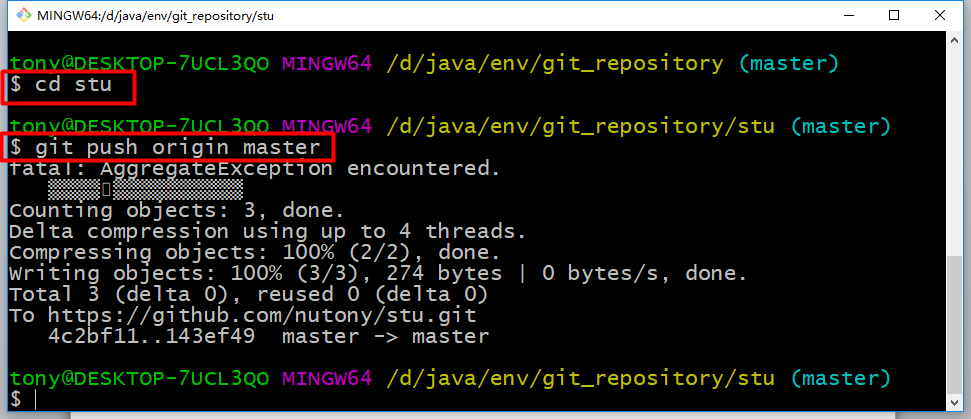 MINGW64:/d/java/env/git_repository/stu
tony@DESKTOP-7UCL3QO MINGW64 /d/java/env/git_repository (master)
$ cd stu
tony@DESKTOP-7UCL3QO MINGW64 /d/java/env/git_repository/stu (master)
$ git push origin master
fatal: AggregateException encountered.
Counting objects: 3, done.
Delta compression using up to 4 threads.
Compressing objects: 100% (2/2), done.
Writing objects: 100% (3/3), 274 bytes | 0 bytes/s, done.
Total 3 (delta 0), reused 0 (delta 0)
To https://github.com/nutony/stu.git
4c2bf11..143ef49 master -> master
tony@DESKTOP-7UCL3QO MINGW64 /d/java/env/git_repository/stu (master)
$